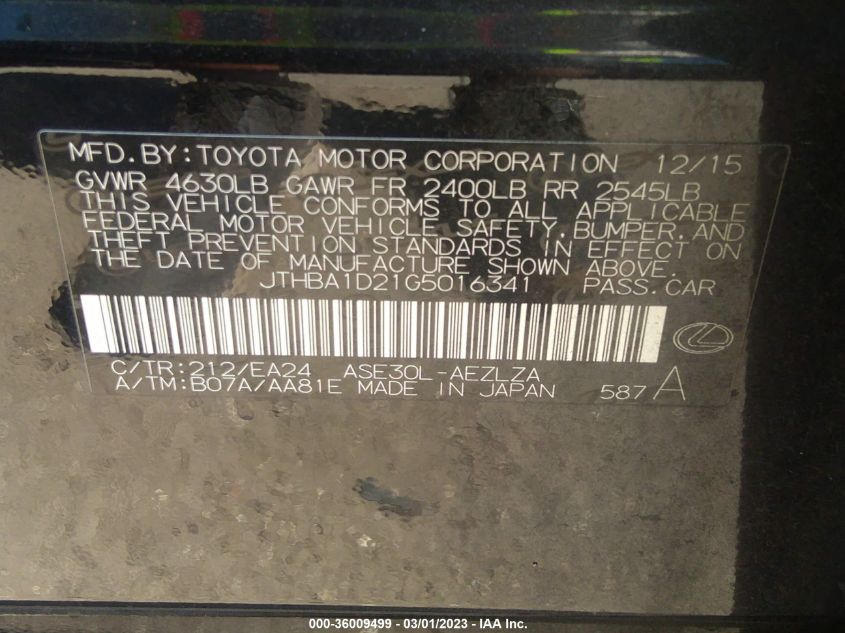 MFD.BY:TOYOTA MOTOR CORPORATION 12/15
GVWR 4630LB GAWR FR 2400LB RR 2545LB
THIS VEHICLE CONFORMS TO ALL APPLICABLE
FEDERAL MOTOR VEHICLE SAFETY,BUMPER,AND
THEFT PREVENTION STANDARDS IN EFFECT ON
THE DATE OF MANUFACTURE SHOWN ABOVE.
JTHBA1D21G5016341 PASS.CAR
C/TR:212/EA24 ASE30L-AEZLZA
A/TM:B07A/AA81E MADE IN JAPAN 587 A
000-36009499 — 03/01/2023 — IAA Inc.